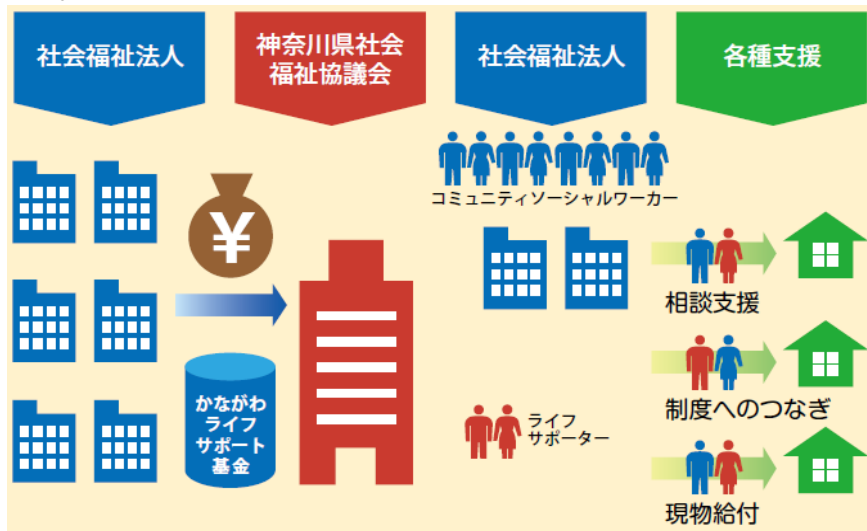 社会福祉法人
神奈川県社会
福祉協議会
社会福祉法人
各種支援
コミュニティソーシャルワーカー
¥
相談支援
かながわ
ライフ
サポート
基金
ライフ
サポーター
制度へのつなぎ
現物給付